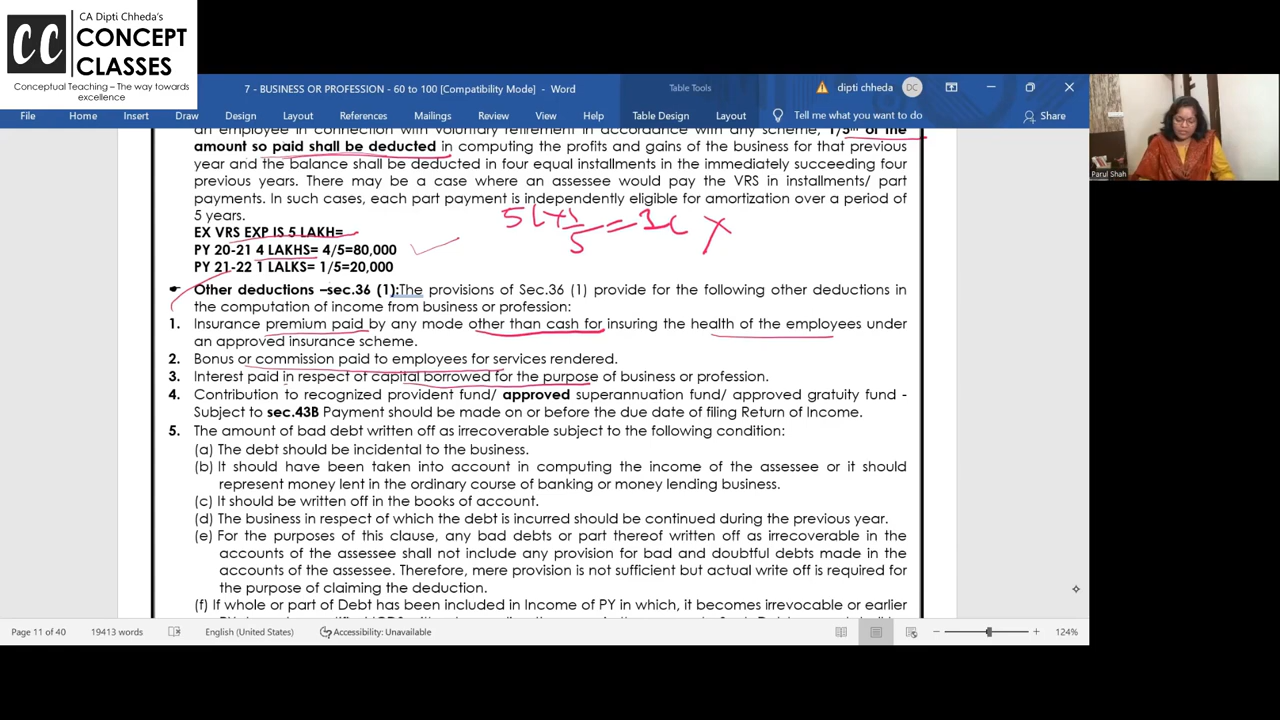 CA Dipti Chheda's
CONCEPT
CLASSES
CC
Conceptual Teaching – The way towards
excellence
7 - BUSINESS OR PROFESSION - 60 to 100 [Compatibility Mode] - Word
Table Tools
dipti chheda
DC
File Home Insert Draw Design Layout References Mailings Review View Help Table Design Layout Tell me what you want to do Share
an employee in connection with voluntary retirement in accordance with any scheme, 1/5th of the
amount so paid shall be deducted in computing the profits and gains of the business for that previous
year and the balance shall be deducted in four equal installments in the immediately succeeding four
previous years. There may be a case where an assessee would pay the VRS in installments/ part
payments. In such cases, each part payment is independently eligible for amortization over a period of
5 years.
EX VRS EXP IS 5 LAKH=
PY 20-21 4 LAKHS= 4/5=80,000
PY 21-22 1 LALKS= 1/5=20,000
Other deductions –sec.36 (1):The provisions of Sec.36 (1) provide for the following other deductions in
the computation of income from business or profession:
1. Insurance premium paid by any mode other than cash for insuring the health of the employees under
an approved insurance scheme.
2. Bonus or commission paid to employees for services rendered.
3. Interest paid in respect of capital borrowed for the purpose of business or profession.
4. Contribution to recognized provident fund/ approved superannuation fund/ approved gratuity fund -
Subject to sec.43B Payment should be made on or before the due date of filing Return of Income.
5. The amount of bad debt written off as irrecoverable subject to the following condition:
(a) The debt should be incidental to the business.
(b) It should have been taken into account in computing the income of the assessee or it should
represent money lent in the ordinary course of banking or money lending business.
(c) It should be written off in the books of account.
(d) The business in respect of which the debt is incurred should be continued during the previous year.
(e) For the purposes of this clause, any bad debts or part thereof written off as irrecoverable in the
accounts of the assessee shall not include any provision for bad and doubtful debts made in the
accounts of the assessee. Therefore, mere provision is not sufficient but actual write off is required for
the purpose of claiming the deduction.
(f) If whole or part of Debt has been included in Income of PY in which, it becomes irrevocable or earlier
Page 11 of 40 19413 words English (United States) Accessibility: Unavailable 124%
Parul Shah